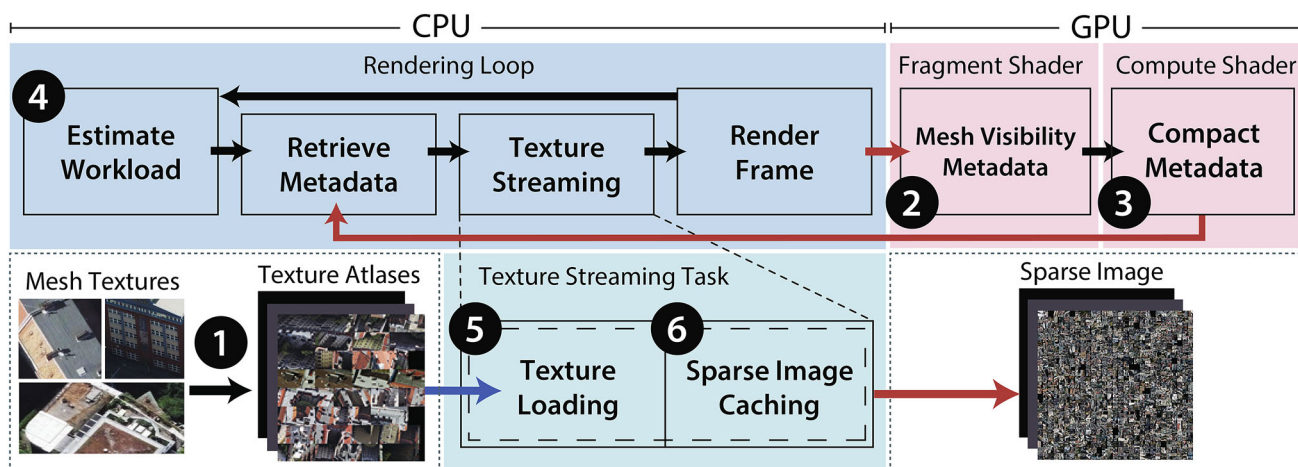 CPU
GPU
Rendering Loop
Fragment Shader
Compute Shader
4
Estimate
Workload
Retrieve
Metadata
Texture
Streaming
Render
Frame
Mesh Visibility
Metadata
2
Compact
Metadata
3
Mesh Textures
1
Texture Atlases
Texture Streaming Task
5
Texture
Loading
6
Sparse Image
Caching
Sparse Image